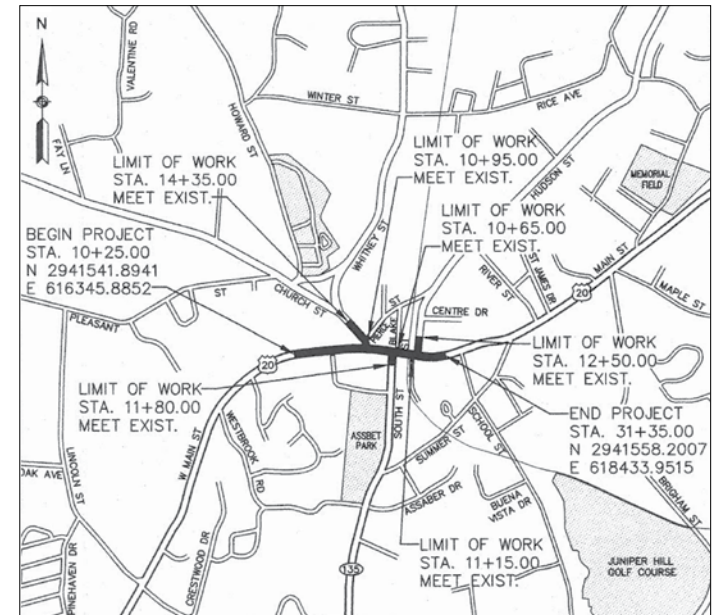 N
VALENTINE RD
FAY LN
HOWARD ST
WINTER ST
RICE AVE
LIMIT OF WORK
STA. 14+35.00
MEET EXIST.
LIMIT OF WORK
STA. 10+95.00
MEET EXIST.
HUDSON ST
MEMORIAL
FIELD
LIMIT OF WORK
STA. 10+65.00
MEET EXIST.
WHITNEY ST
BEGIN PROJECT
STA. 10+25.00
N 2941541.8941
E 616345.8852
RIVER ST
ST JAMES DR
MAIN ST
20
MAPLE ST
CHURCH ST
PLEASANT
ST
PIERCE ST
BLAKE
ST
CENTRE DR
20
LIMIT OF WORK
STA. 12+50.00
MEET EXIST.
LIMIT OF WORK
STA. 11+80.00
MEET EXIST.
END PROJECT
STA. 31+35.00
N 2941558.2007
E 618433.9515
W MAIN ST
WESTBROOK
RD
ASSBET
PARK
SOUTH ST
SUMMER ST
SCHOOL ST
OAK AVE
LINCOLN ST
ASSABER DR
BUENA
VISTA DR
BRIGHAM ST
PINEHAVEN DR
CRESTWOOD DR
135
LIMIT OF WORK
STA. 11+15.00
MEET EXIST.
JUNIPER HILL
GOLF COURSE